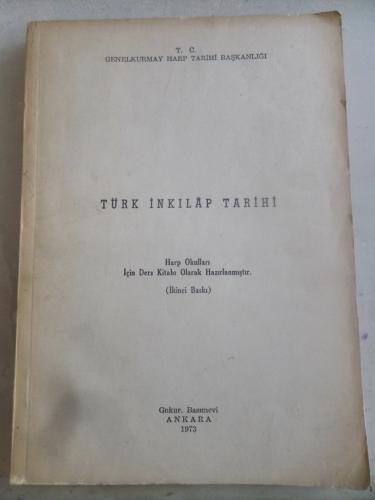 T. C.
GENELKURMAY HARP TARİHİ BAŞKANLIĞI
TÜRK İNKILÂP TARİHİ
Harp Okulları
İçin Ders Kitabı Olarak Hazırlanmıştır.
(İkinci Baskı)
Gnkur. Basımevi
ANKARA
1973